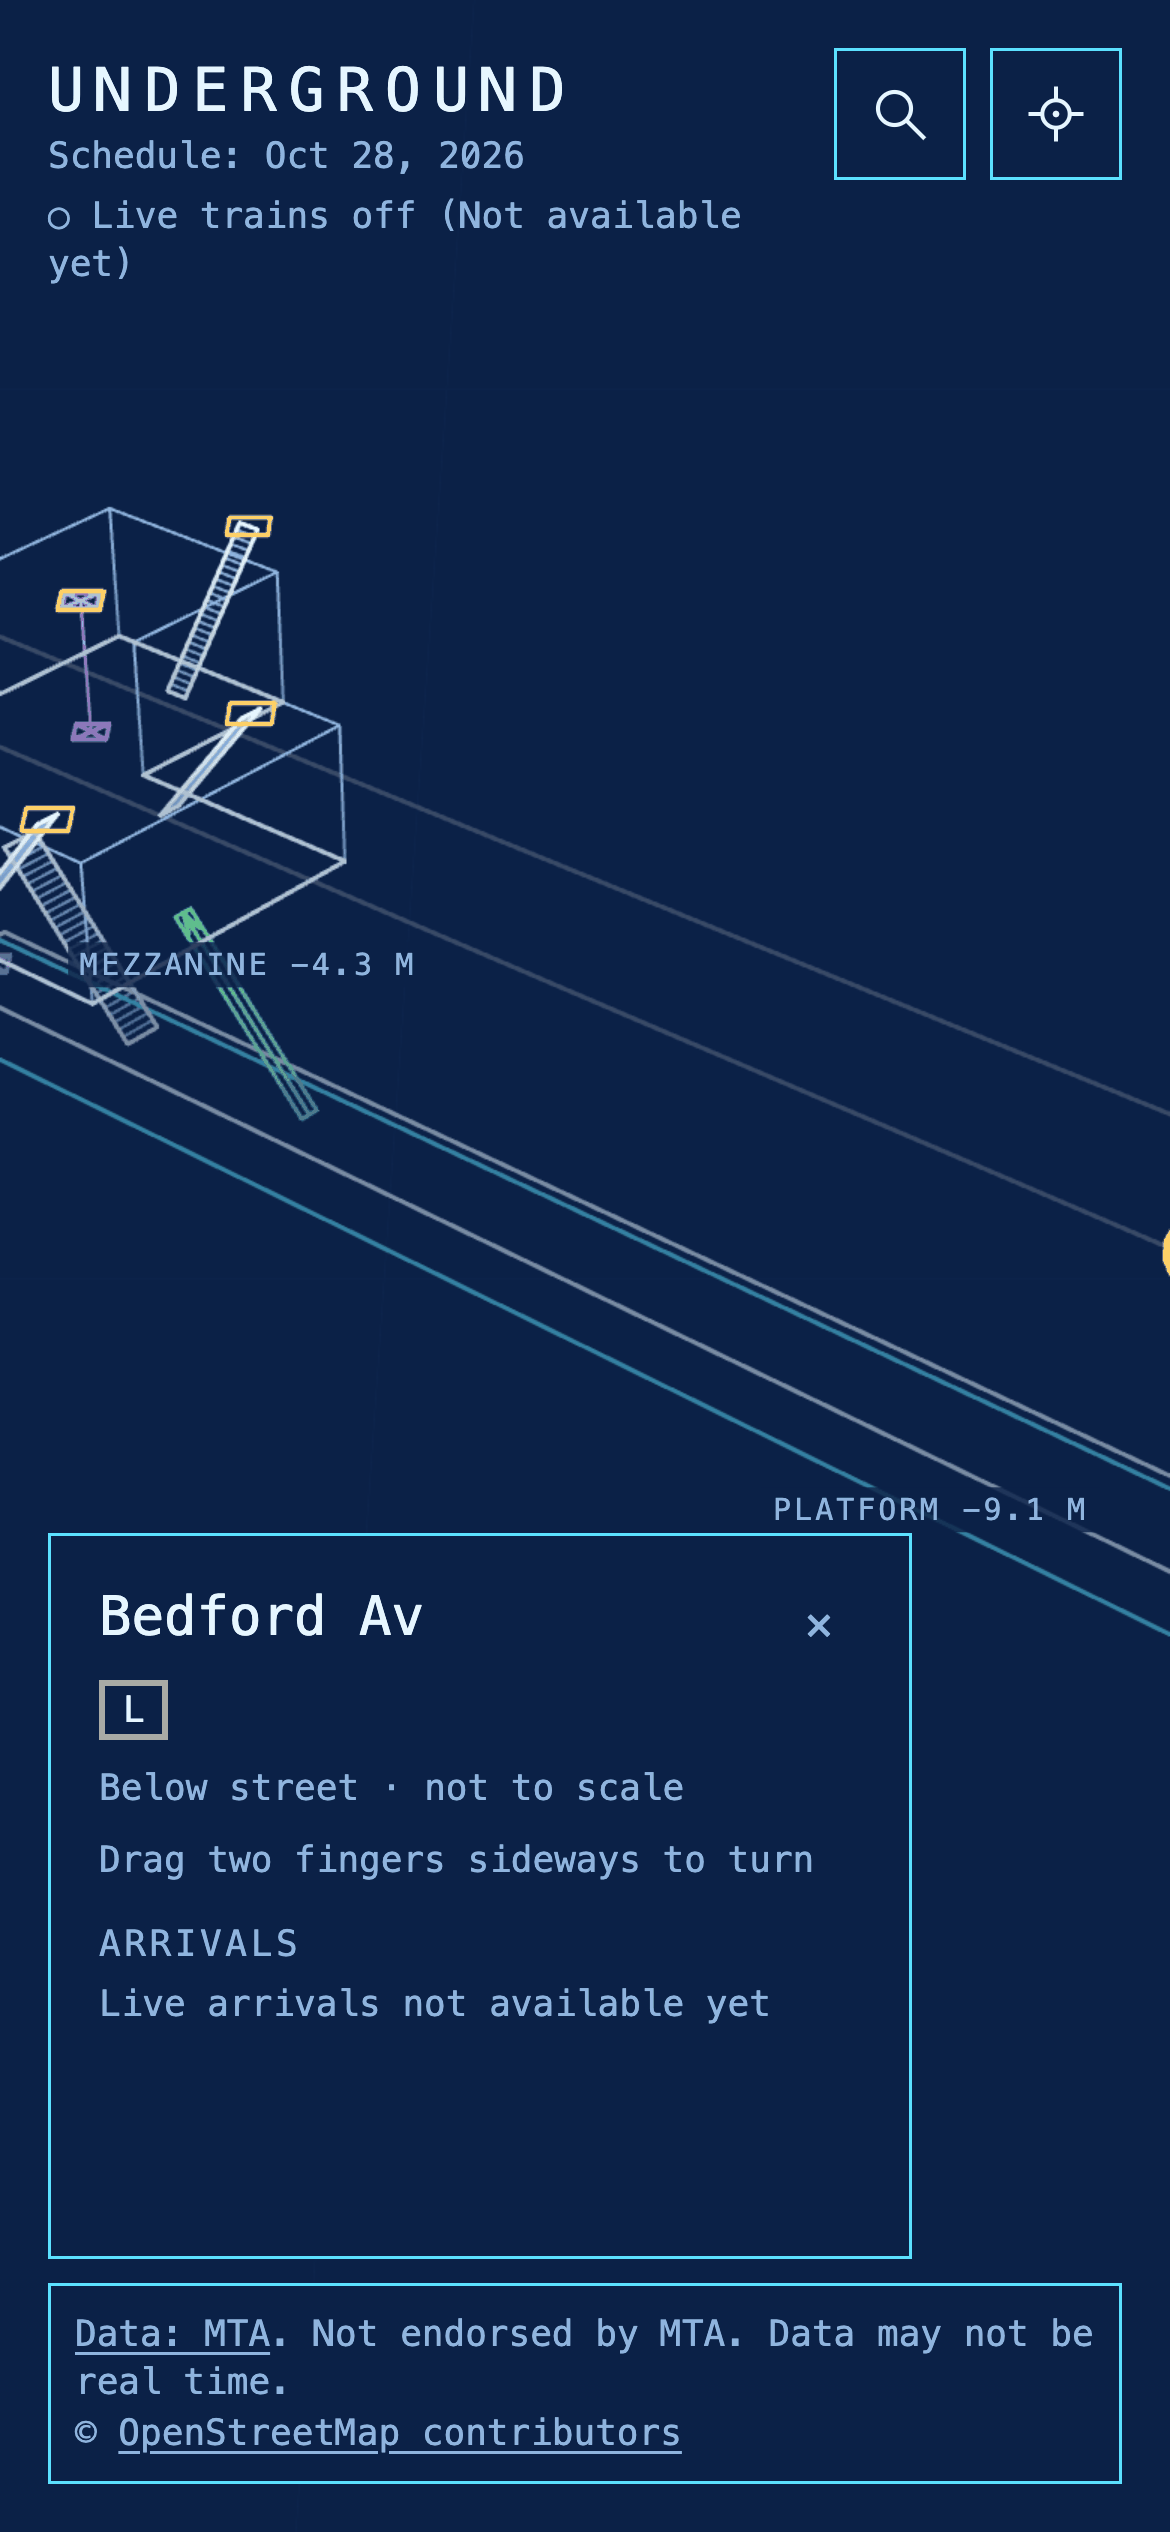 UNDERGROUND
Schedule: Oct 28, 2026
○ Live trains off (Not available
yet)
MEZZANINE −4.3 M
PLATFORM −9.1 M
Bedford Av
×
L
Below street · not to scale
Drag two fingers sideways to turn
ARRIVALS
Live arrivals not available yet
Data: MTA. Not endorsed by MTA. Data may not be
real time.
© OpenStreetMap contributors